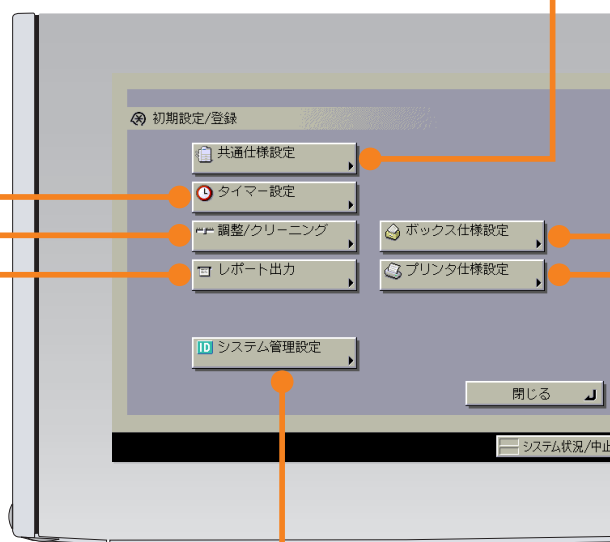 初期設定/登録
共通仕様設定
タイマー設定
調整/クリーニング
ボックス仕様設定
レポート出力
プリンタ仕様設定
ID システム管理設定
閉じる
システム状況/中止